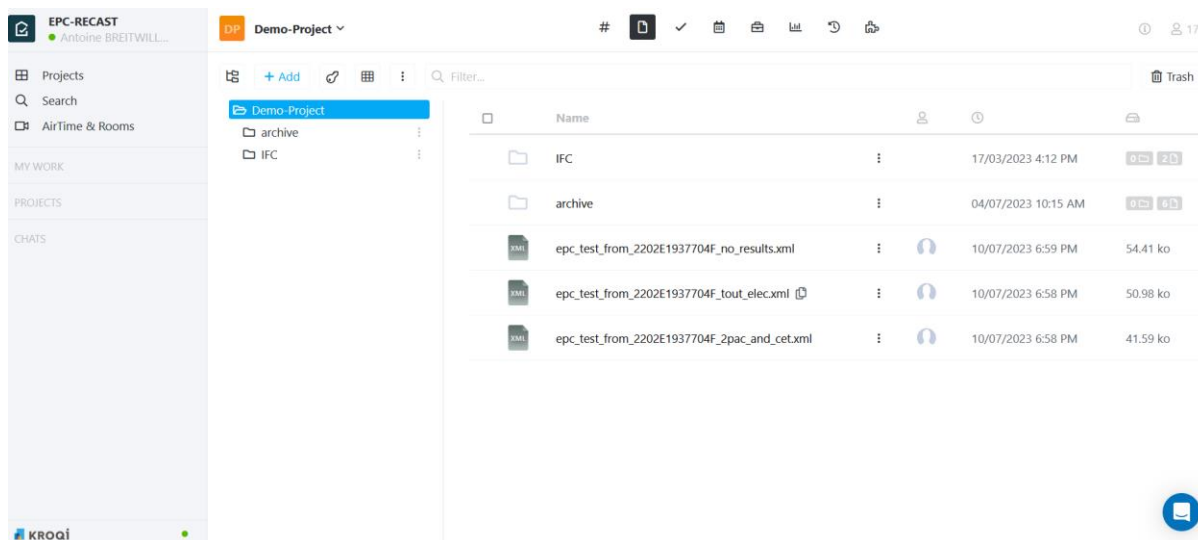 EPC-RECAST
Antoine BREITWILL...
DP Demo-Project
#
17
Projects
Search
AirTime & Rooms
MY WORK
PROJECTS
CHATS
KROQI
+ Add
Filter...
Trash
Demo-Project
archive
IFC
Name
IFC 17/03/2023 4:12 PM 0 2
archive 04/07/2023 10:15 AM 0 6
XML epc_test_from_2202E1937704F_no_results.xml 10/07/2023 6:59 PM 54.41 ko
XML epc_test_from_2202E1937704F_tout_elec.xml 10/07/2023 6:58 PM 50.98 ko
XML epc_test_from_2202E1937704F_2pac_and_cet.xml 10/07/2023 6:58 PM 41.59 ko